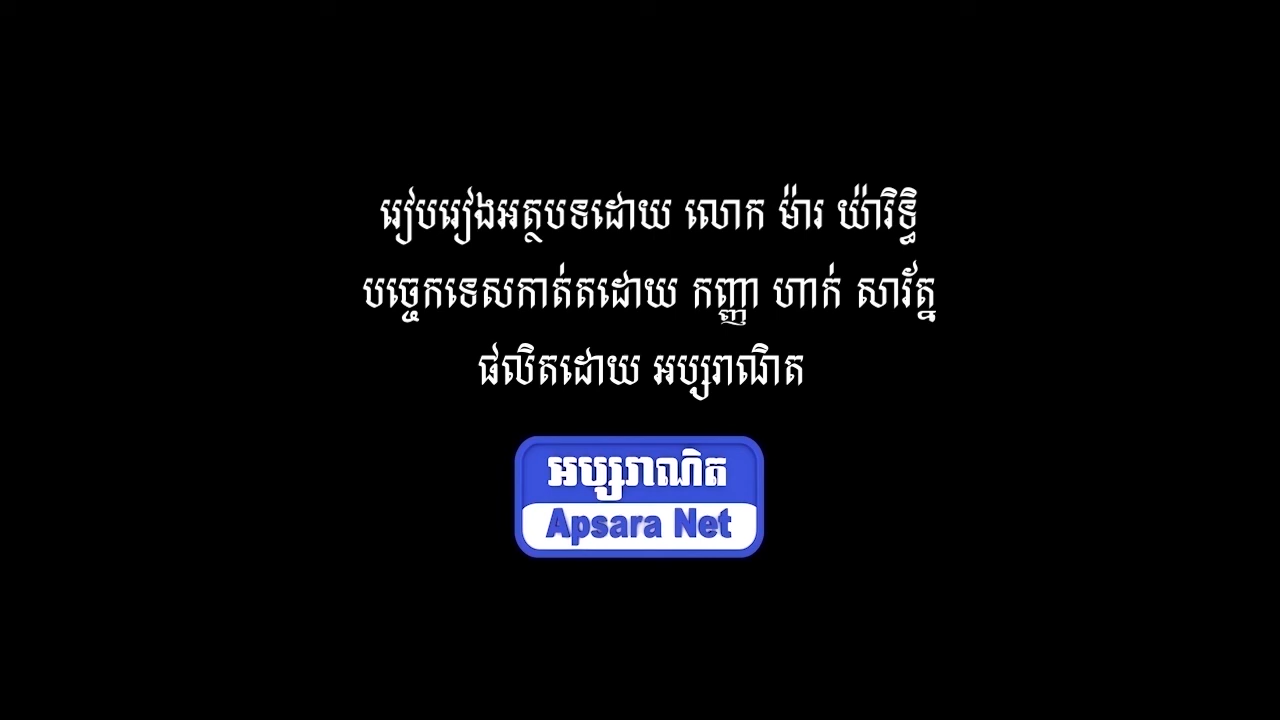 រៀបរៀងអត្ថបទដោយ លោក ម៉ារ យ៉ារិទ្ធិ
បច្ចេកទេសកាត់តដោយ កញ្ញា ហាក់ សារ័ត្ន
ផលិតដោយ អប្សរាណិត
អប្សរាណិត
Apsara Net